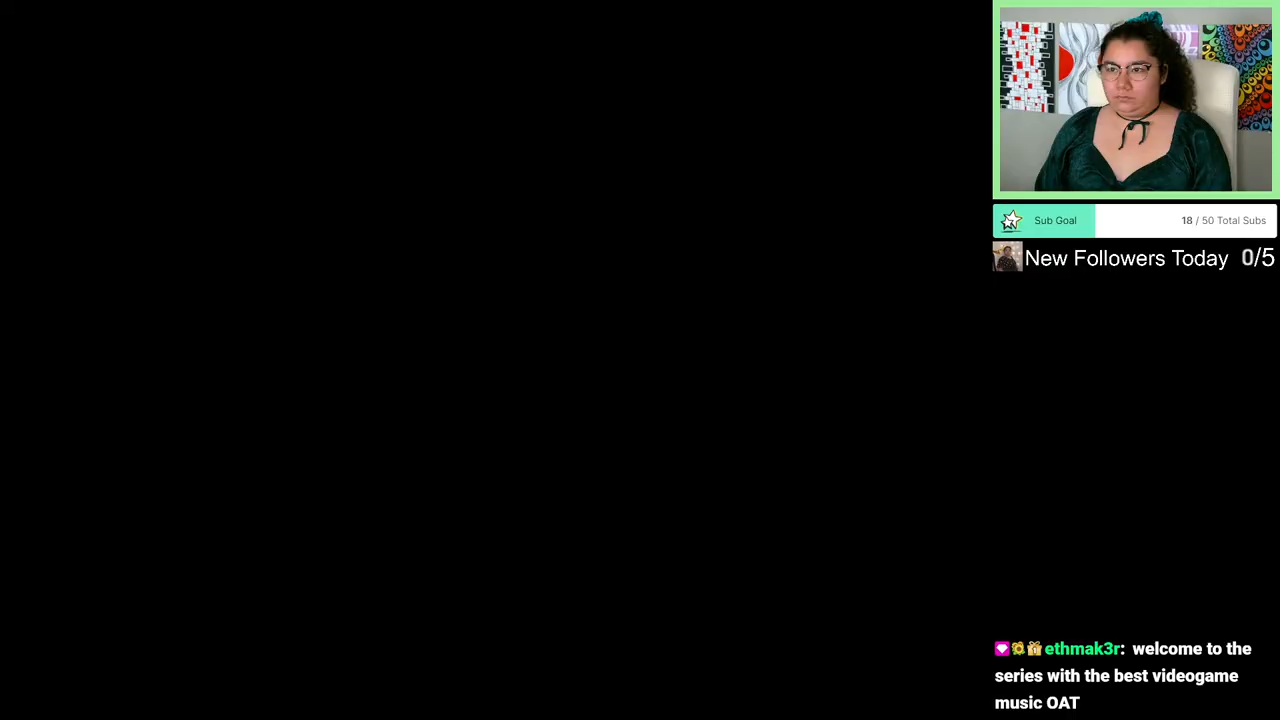 Sub Goal
18 / 50 Total Subs
New Followers Today 0/5
ethmak3r: welcome to the
series with the best videogame
music OAT